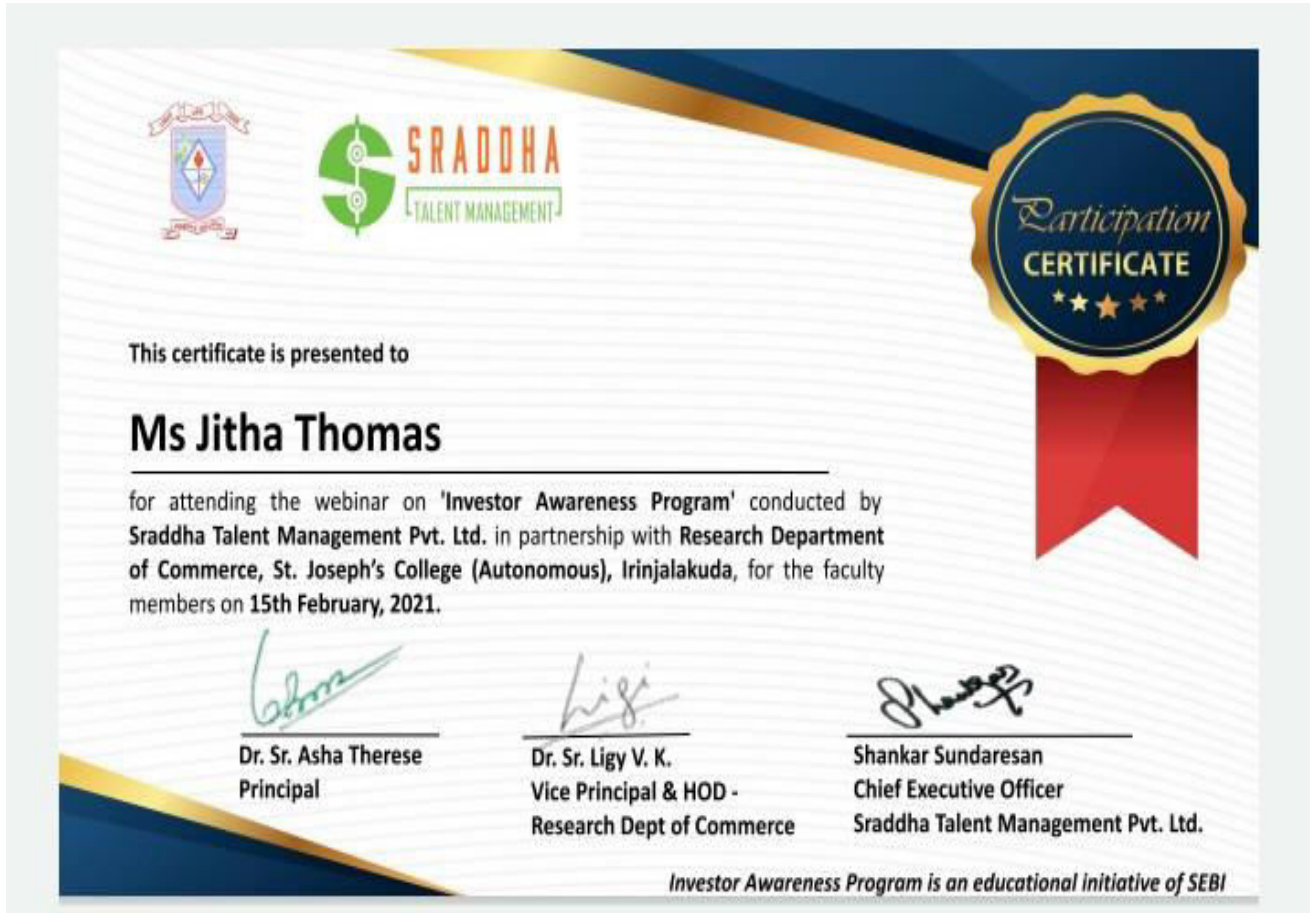 SRADDHA
TALENT MANAGEMENT
Participation
CERTIFICATE
This certificate is presented to
Ms Jitha Thomas
for attending the webinar on 'Investor Awareness Program' conducted by
Sraddha Talent Management Pvt. Ltd. in partnership with Research Department
of Commerce, St. Joseph's College (Autonomous), Irinjalakuda, for the faculty
members on 15th February, 2021.
Ligi
Dr. Sr. Asha Therese
Principal
Dr. Sr. Ligy V. K.
Vice Principal & HOD -
Research Dept of Commerce
Shankar Sundaresan
Chief Executive Officer
Sraddha Talent Management Pvt. Ltd.
Investor Awareness Program is an educational initiative of SEBI